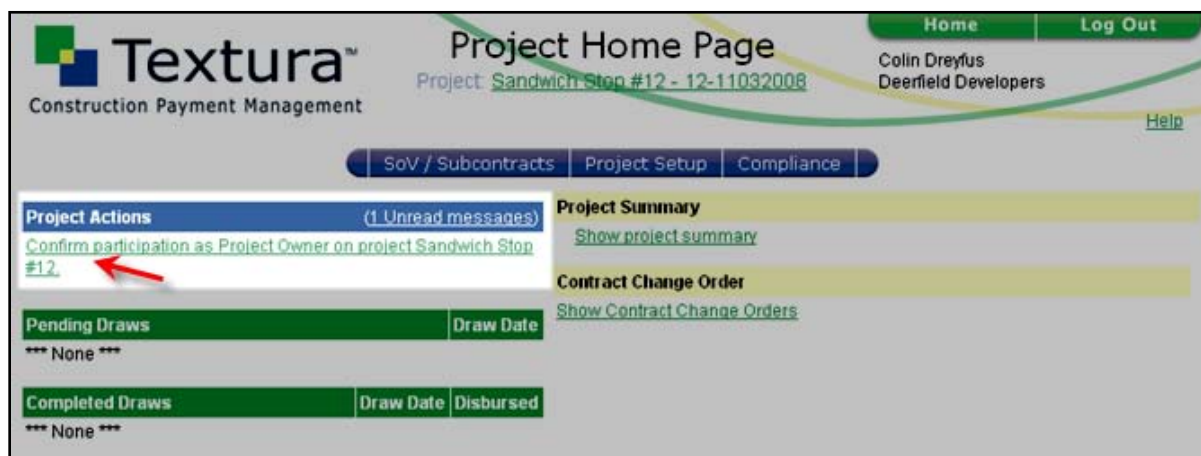 Textura™
Construction Payment Management
Project Home Page
Project: Sandwich Stop #12 - 12-11032008
Home Log Out
Colin Dreyfus
Deerfield Developers
Help
SoV / Subcontracts Project Setup Compliance
Project Actions (1 Unread messages)
Confirm participation as Project Owner on project Sandwich Stop
#12.
Pending Draws Draw Date
*** None ***
Completed Draws Draw Date Disbursed
*** None ***
Project Summary
Show project summary
Contract Change Order
Show Contract Change Orders